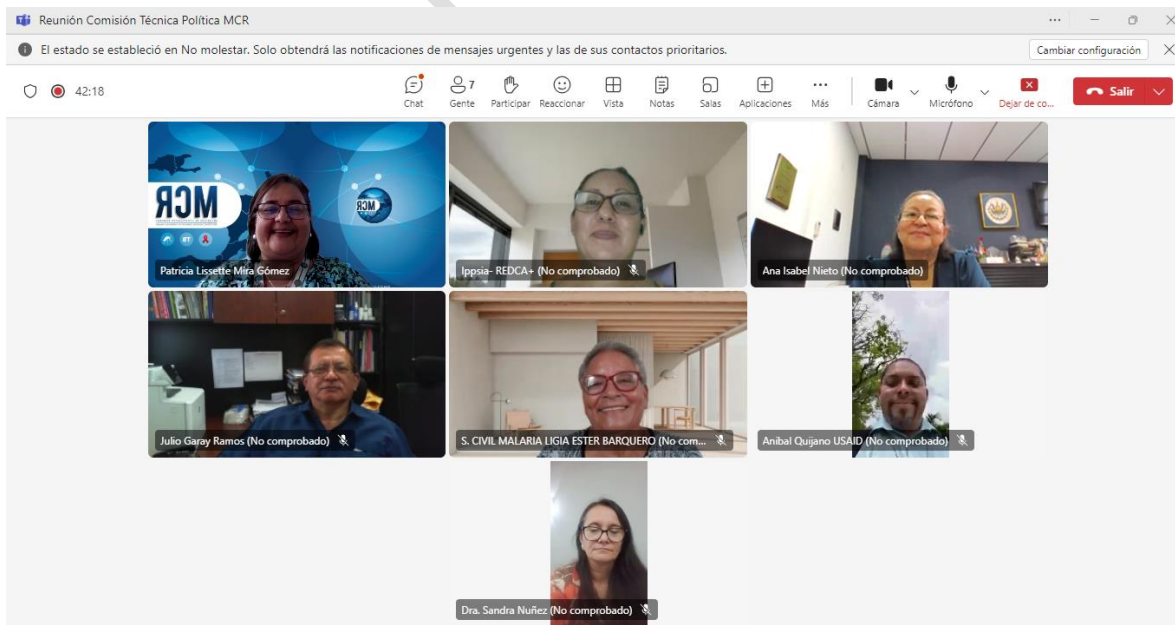 Reunión Comisión Técnica Política MCR
El estado se estableció en No molestar. Solo obtendrá las notificaciones de mensajes urgentes y las de sus contactos prioritarios.
Cambiar configuración
42:18
Chat
7
Gente
Participar
Reaccionar
Vista
Notas
Salas
Aplicaciones
Más
Cámara
Micrófono
Dejar de co...
Salir
MCR
MCR
Patricia Lissette Mira Gómez
Ippsia- REDCA+ (No comprobado)
Ana Isabel Nieto (No comprobado)
Julio Garay Ramos (No comprobado)
S. CIVIL MALARIA LIGIA ESTER BARQUERO (No com...
Anibal Quijano USAID (No comprobado)
Dra. Sandra Nuñez (No comprobado)